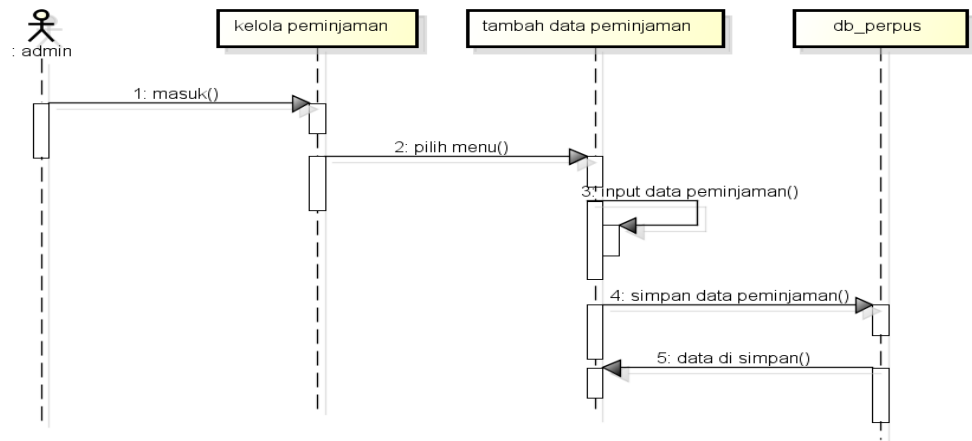 : admin
kelola peminjaman
tambah data peminjaman
db_perpus
1: masuk()
2: pilih menu()
3: input data peminjaman()
4: simpan data peminjaman()
5: data di simpan()